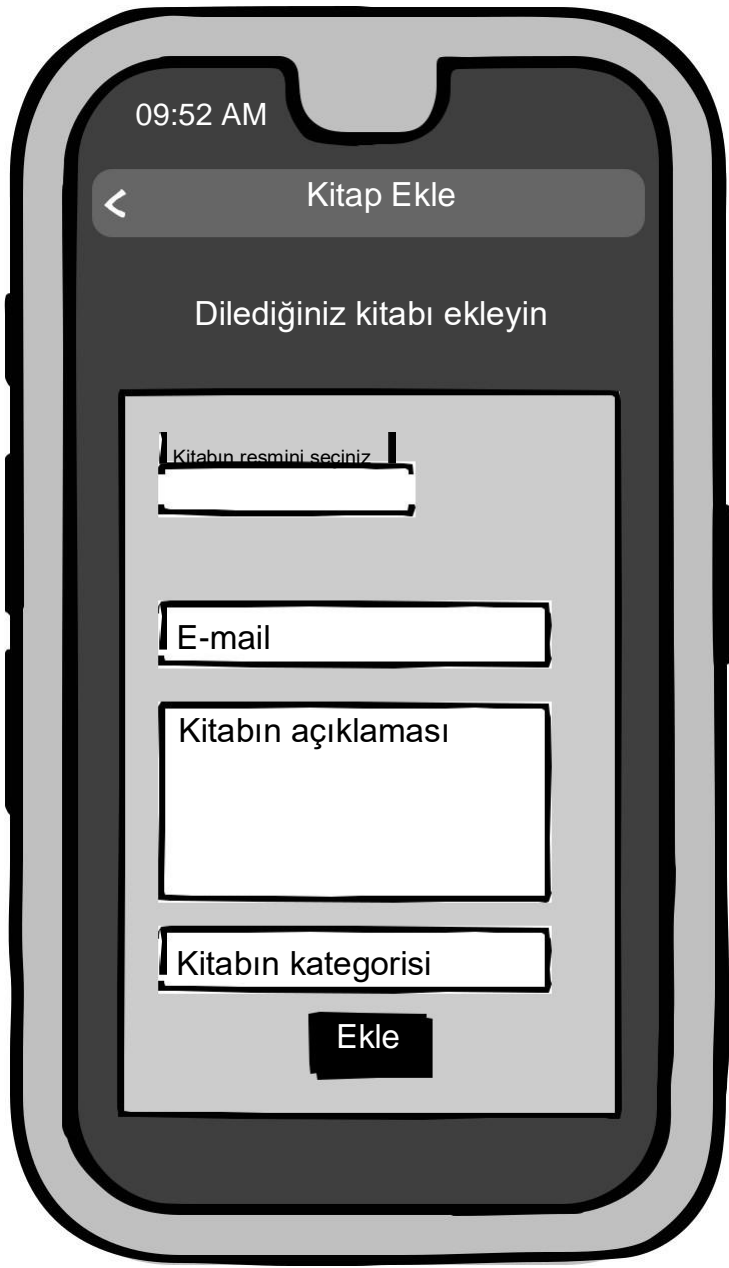 09:52 AM
Kitap Ekle
Dilediğiniz kitabı ekleyin
Kitabın resmini seçiniz
E-mail
Kitabın açıklaması
Kitabın kategorisi
Ekle